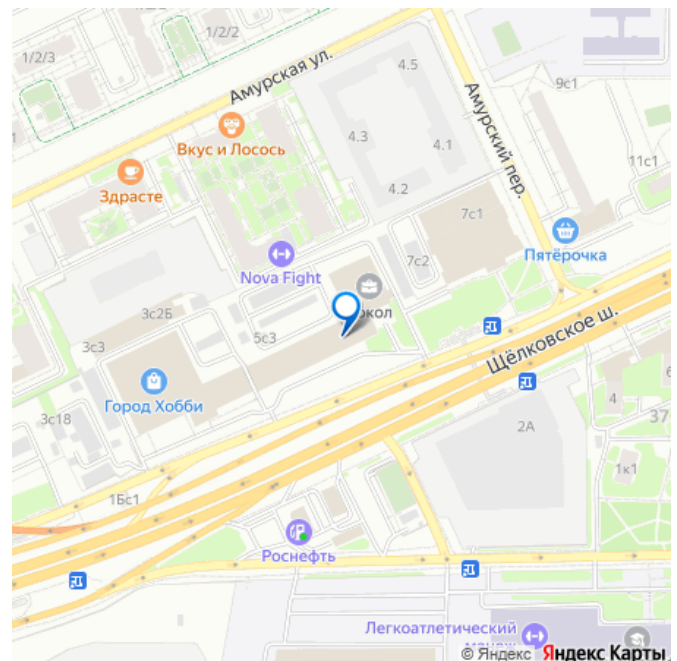 1/2/3
1/2/2
Амурская ул.
4.5
9с1
Вкус и Лосось
4.3
4.1
Амурский пер.
11с1
Здрасте
4.2
7с1
Nova Fight
7с2
Пятёрочка
3с2Б
окол
3с3
5с3
Щёлковское ш.
Город Хобби
3с18
4
2А
37
1к1
1Бс1
Роснефть
Легкоатлетический
© Яндекс Яндекс Карты